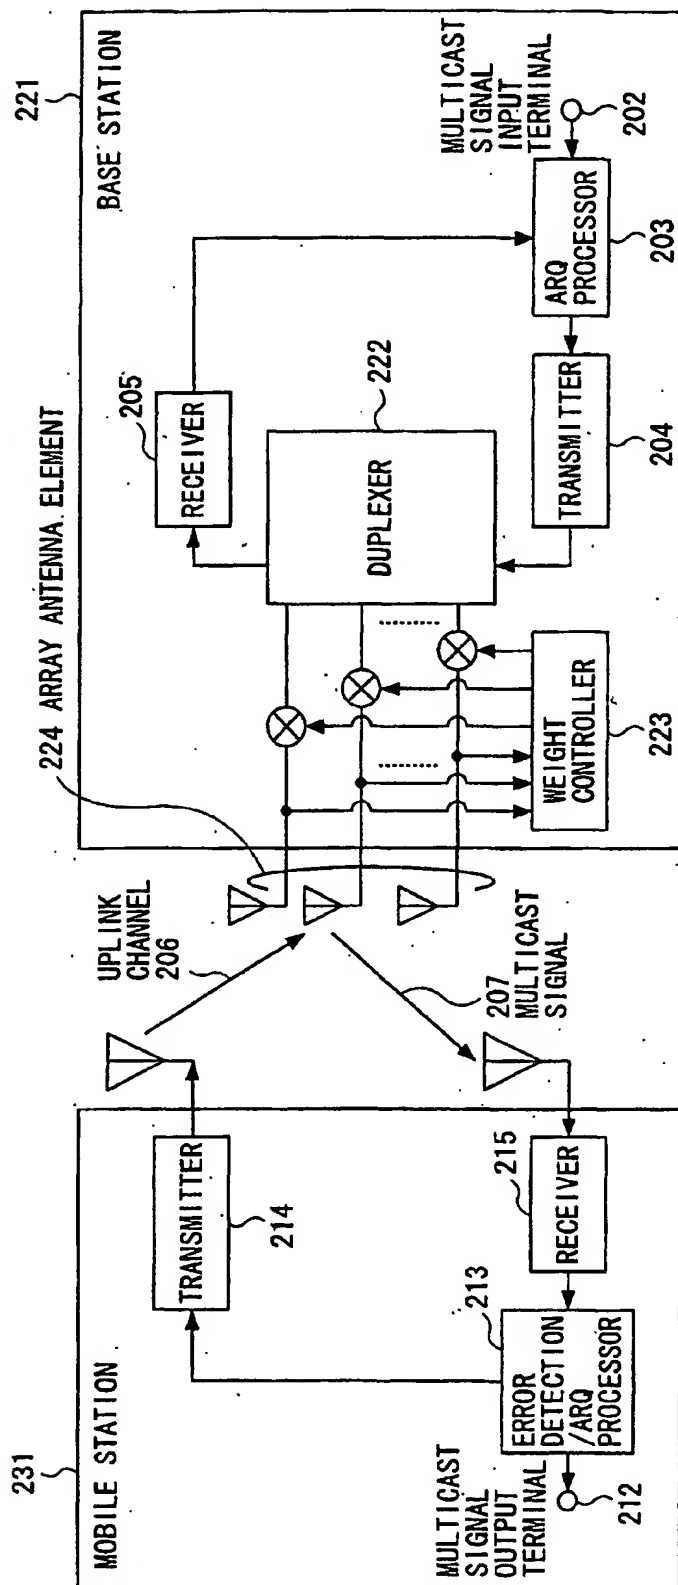 231
MOBILE STATION
MULTICAST
SIGNAL
OUTPUT
TERMINAL
212
ERROR
DETECTION
/ARQ
PROCESSOR
213
TRANSMITTER
214
RECEIVER
215
UPLINK
CHANNEL
206
207
MULTICAST
SIGNAL
224 ARRAY ANTENNA ELEMENT
221
BASE STATION
WEIGHT
CONTROLLER
223
DUPLEXER
222
RECEIVER
205
TRANSMITTER
204
ARQ
PROCESSOR
203
MULTICAST
SIGNAL
INPUT
TERMINAL
202